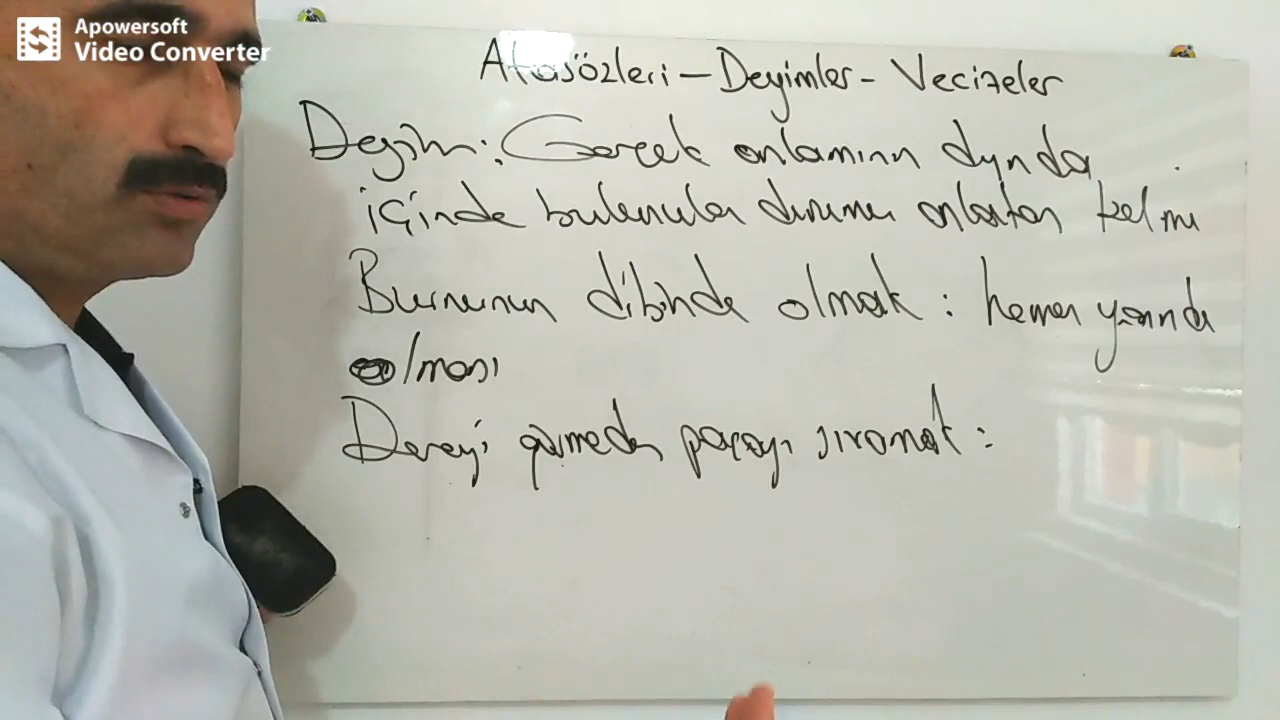 Apowersoft
Video Converter
Atasözleri - Deyimler - Vecizeler
Deyim: Gerçek anlamının dışında
içinde bulunulan durumu anlatan
Burnunun dibinde olmak : hemen yanında
olması
Dereyi görmeden paçayı sıvamak :